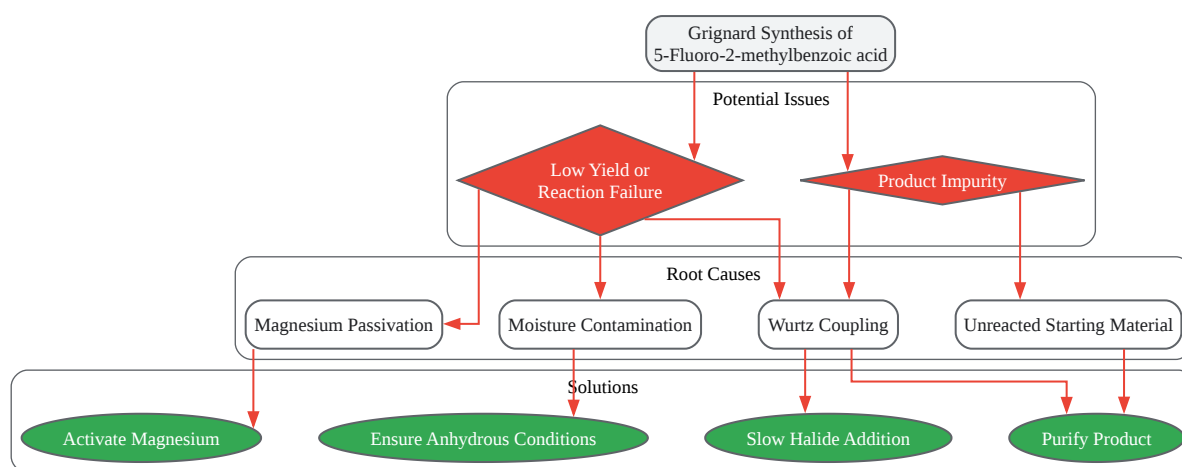 Grignard Synthesis of
5-Fluoro-2-methylbenzoic acid
Potential Issues
Low Yield or
Reaction Failure
Product Impurity
Root Causes
Magnesium Passivation
Moisture Contamination
Wurtz Coupling
Unreacted Starting Material
Solutions
Activate Magnesium
Ensure Anhydrous Conditions
Slow Halide Addition
Purify Product